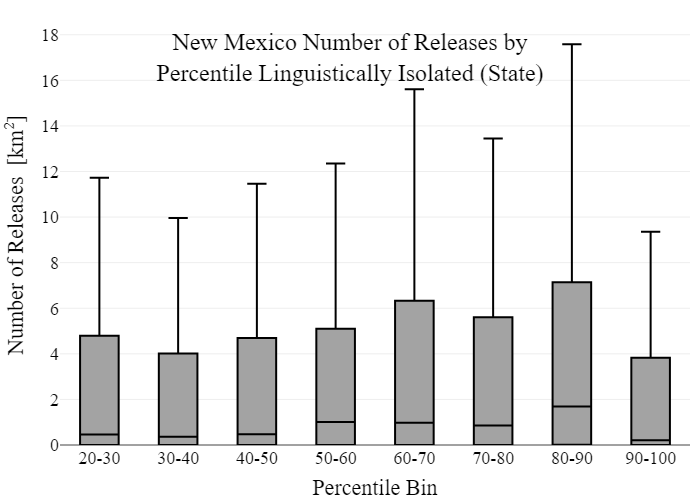 New Mexico Number of Releases by
Percentile Linguistically Isolated (State)
Number of Releases [km²]
18
16
14
12
10
8
6
4
2
0
20-30 30-40 40-50 50-60 60-70 70-80 80-90 90-100
Percentile Bin